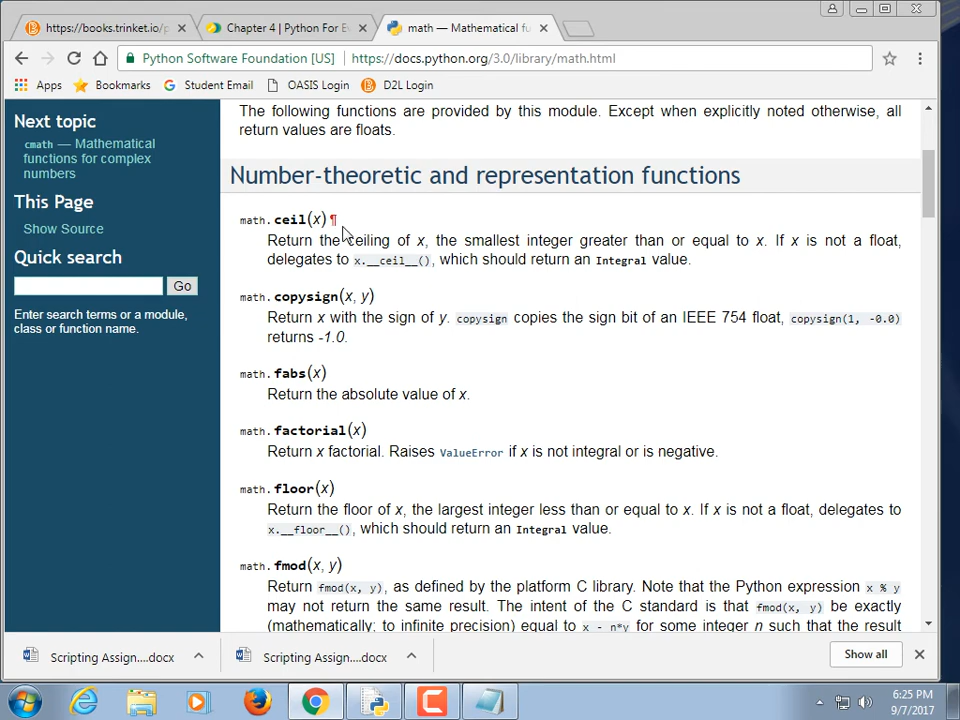 https://books.trinket.io/p
Chapter 4 | Python For Ev
math — Mathematical fu
Python Software Foundation [US] https://docs.python.org/3.0/library/math.html
Apps Bookmarks Student Email OASIS Login D2L Login
Next topic
cmath — Mathematical
functions for complex
numbers
This Page
Show Source
Quick search
Go
Enter search terms or a module,
class or function name.
The following functions are provided by this module. Except when explicitly noted otherwise, all
return values are floats.
Number-theoretic and representation functions
math.ceil(x)¶
Return the ceiling of x, the smallest integer greater than or equal to x. If x is not a float,
delegates to x.__ceil__(), which should return an Integral value.
math.copysign(x, y)
Return x with the sign of y. copysign copies the sign bit of an IEEE 754 float, copysign(1, -0.0)
returns -1.0.
math.fabs(x)
Return the absolute value of x.
math.factorial(x)
Return x factorial. Raises ValueError if x is not integral or is negative.
math.floor(x)
Return the floor of x, the largest integer less than or equal to x. If x is not a float, delegates to
x.__floor__(), which should return an Integral value.
math.fmod(x, y)
Return fmod(x, y), as defined by the platform C library. Note that the Python expression x % y
may not return the same result. The intent of the C standard is that fmod(x, y) be exactly
(mathematically; to infinite precision) equal to x - n*y for some integer n such that the result
Scripting Assign....docx
Scripting Assign....docx
Show all
6:25 PM
9/7/2017